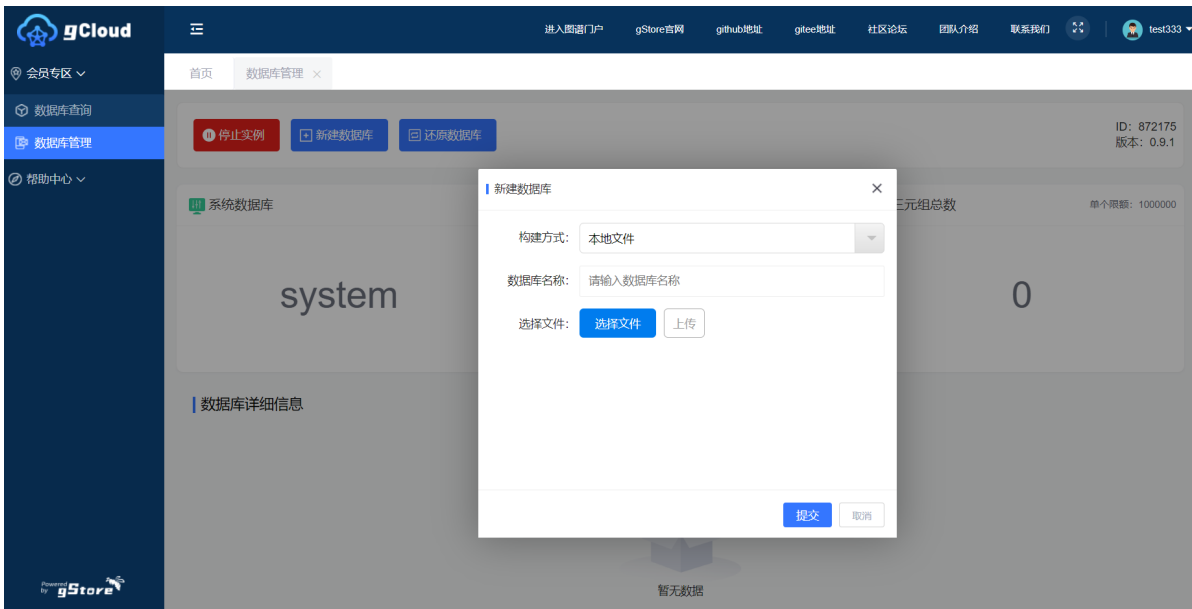 gCloud
进入图谱门户 gStore官网 github地址 gitee地址 社区论坛 团队介绍 联系我们 test333
会员专区
首页 数据库管理
数据库查询
数据库管理
帮助中心
停止实例 新建数据库 还原数据库
ID: 872175
版本: 0.9.1
系统数据库
三元组总数
单个限额: 1000000
system
0
新建数据库
构建方式: 本地文件
数据库名称: 请输入数据库名称
选择文件: 选择文件 上传
提交 取消
数据库详细信息
暂无数据
Powered by gStore